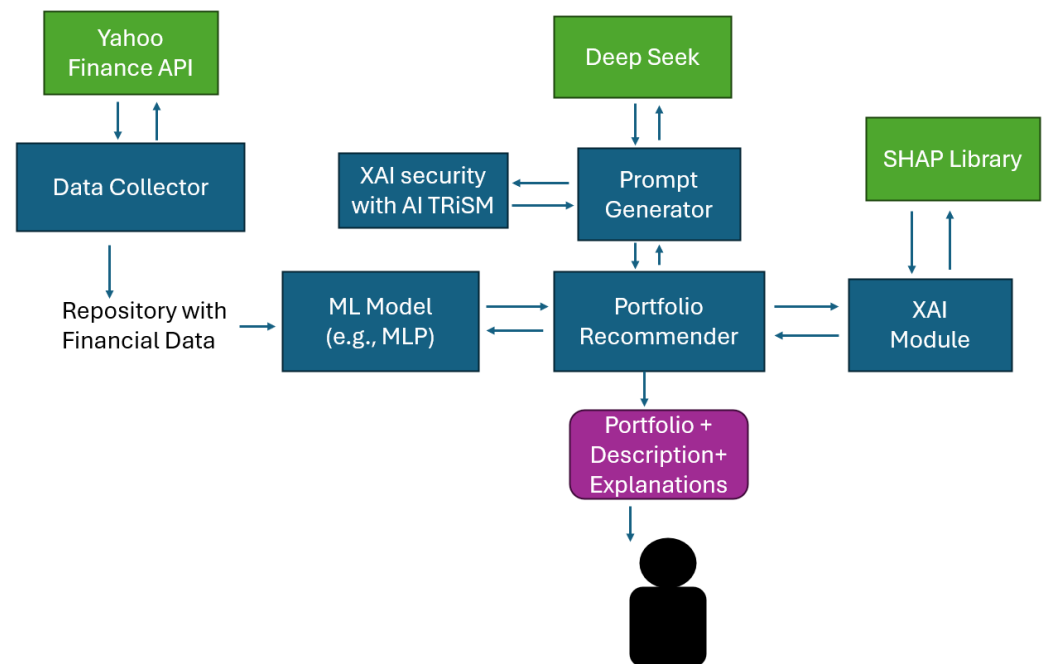 Yahoo
Finance API
Deep Seek
SHAP Library
Data Collector
XAI security
with AI TRiSM
Prompt
Generator
Repository with
Financial Data
ML Model
(e.g., MLP)
Portfolio
Recommender
XAI
Module
Portfolio +
Description+
Explanations